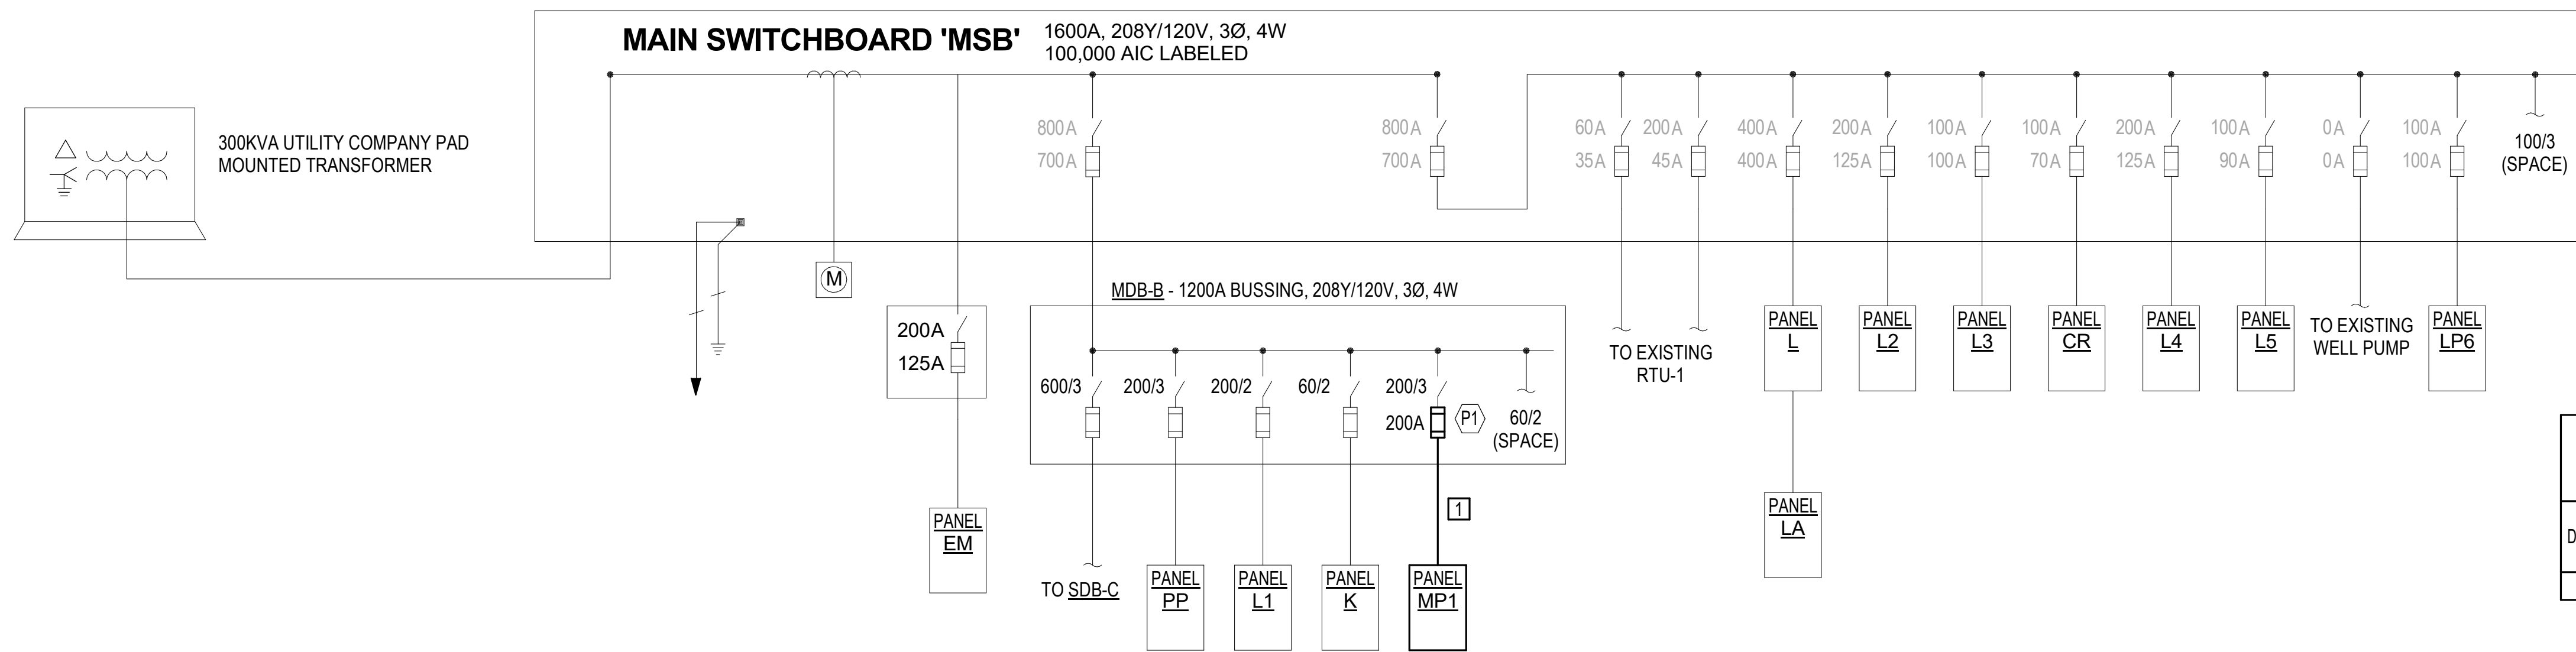 MAIN SWITCHBOARD 'MSB'
1600A, 208Y/120V, 3Ø, 4W
100,000 AIC LABELED
300KVA UTILITY COMPANY PAD
MOUNTED TRANSFORMER
800A
700A
800A
700A
60A
35A
200A
45A
400A
400A
200A
125A
100A
100A
100A
70A
200A
125A
100A
90A
0A
0A
100A
100A
100/3
(SPACE)
M
200A
125A
PANEL
EM
MDB-B - 1200A BUSSING, 208Y/120V, 3Ø, 4W
600/3
200/3
200/2
60/2
200/3
200A
P1
60/2
(SPACE)
1
TO SDB-C
PANEL
PP
PANEL
L1
PANEL
K
PANEL
MP1
TO EXISTING
RTU-1
PANEL
L
PANEL
LA
PANEL
L2
PANEL
L3
PANEL
CR
PANEL
L4
PANEL
L5
TO EXISTING
WELL PUMP
PANEL
LP6
D